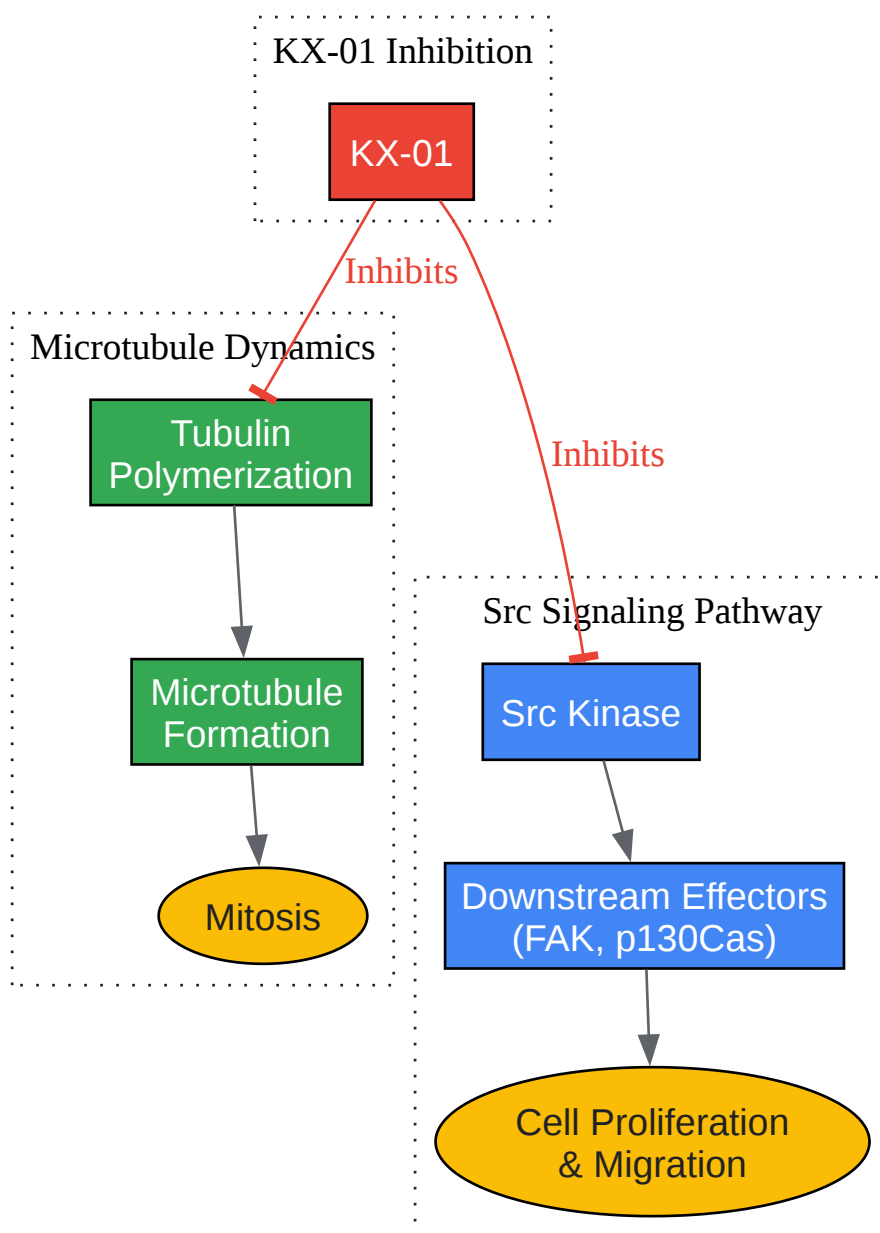 KX-01 Inhibition
KX-01
Inhibits
Microtubule Dynamics
Tubulin
Polymerization
Inhibits
Microtubule
Formation
Mitosis
Src Signaling Pathway
Src Kinase
Downstream Effectors
(FAK, p130Cas)
Cell Proliferation
& Migration